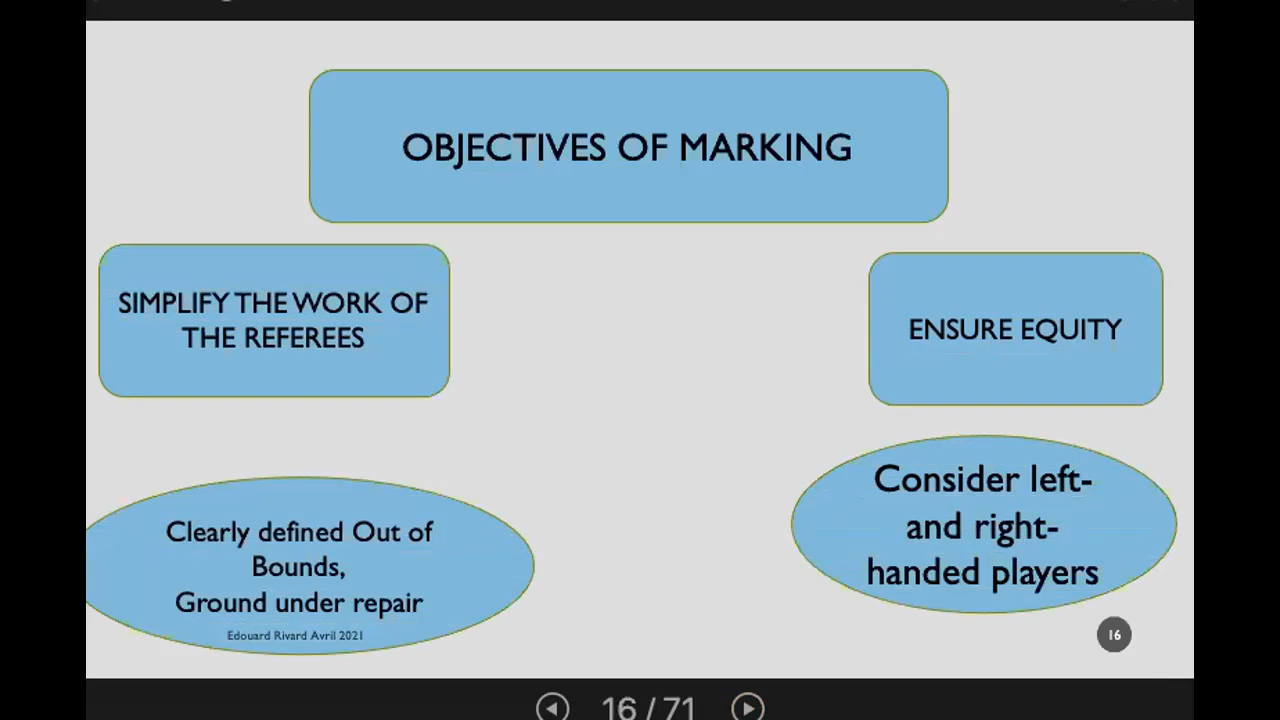 OBJECTIVES OF MARKING
SIMPLIFY THE WORK OF
THE REFEREES
ENSURE EQUITY
Clearly defined Out of
Bounds,
Ground under repair
Edouard Rivard Avril 2021
Consider left-
and right-
handed players
16
16 / 71